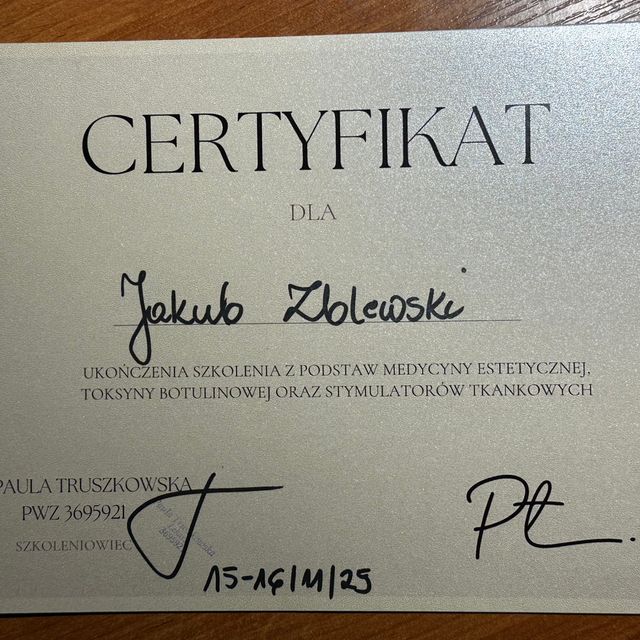 CERTYFIKAT
DLA
Jakub Zblewski
UKOŃCZENIA SZKOLENIA Z PODSTAW MEDYCYNY ESTETYCZNEJ,
TOKSYNY BOTULINOWEJ ORAZ STYMULATORÓW TKANKOWYCH
PAULA TRUSZKOWSKA
PWZ 3695921
SZKOLENIOWIEC
15-16/11/25